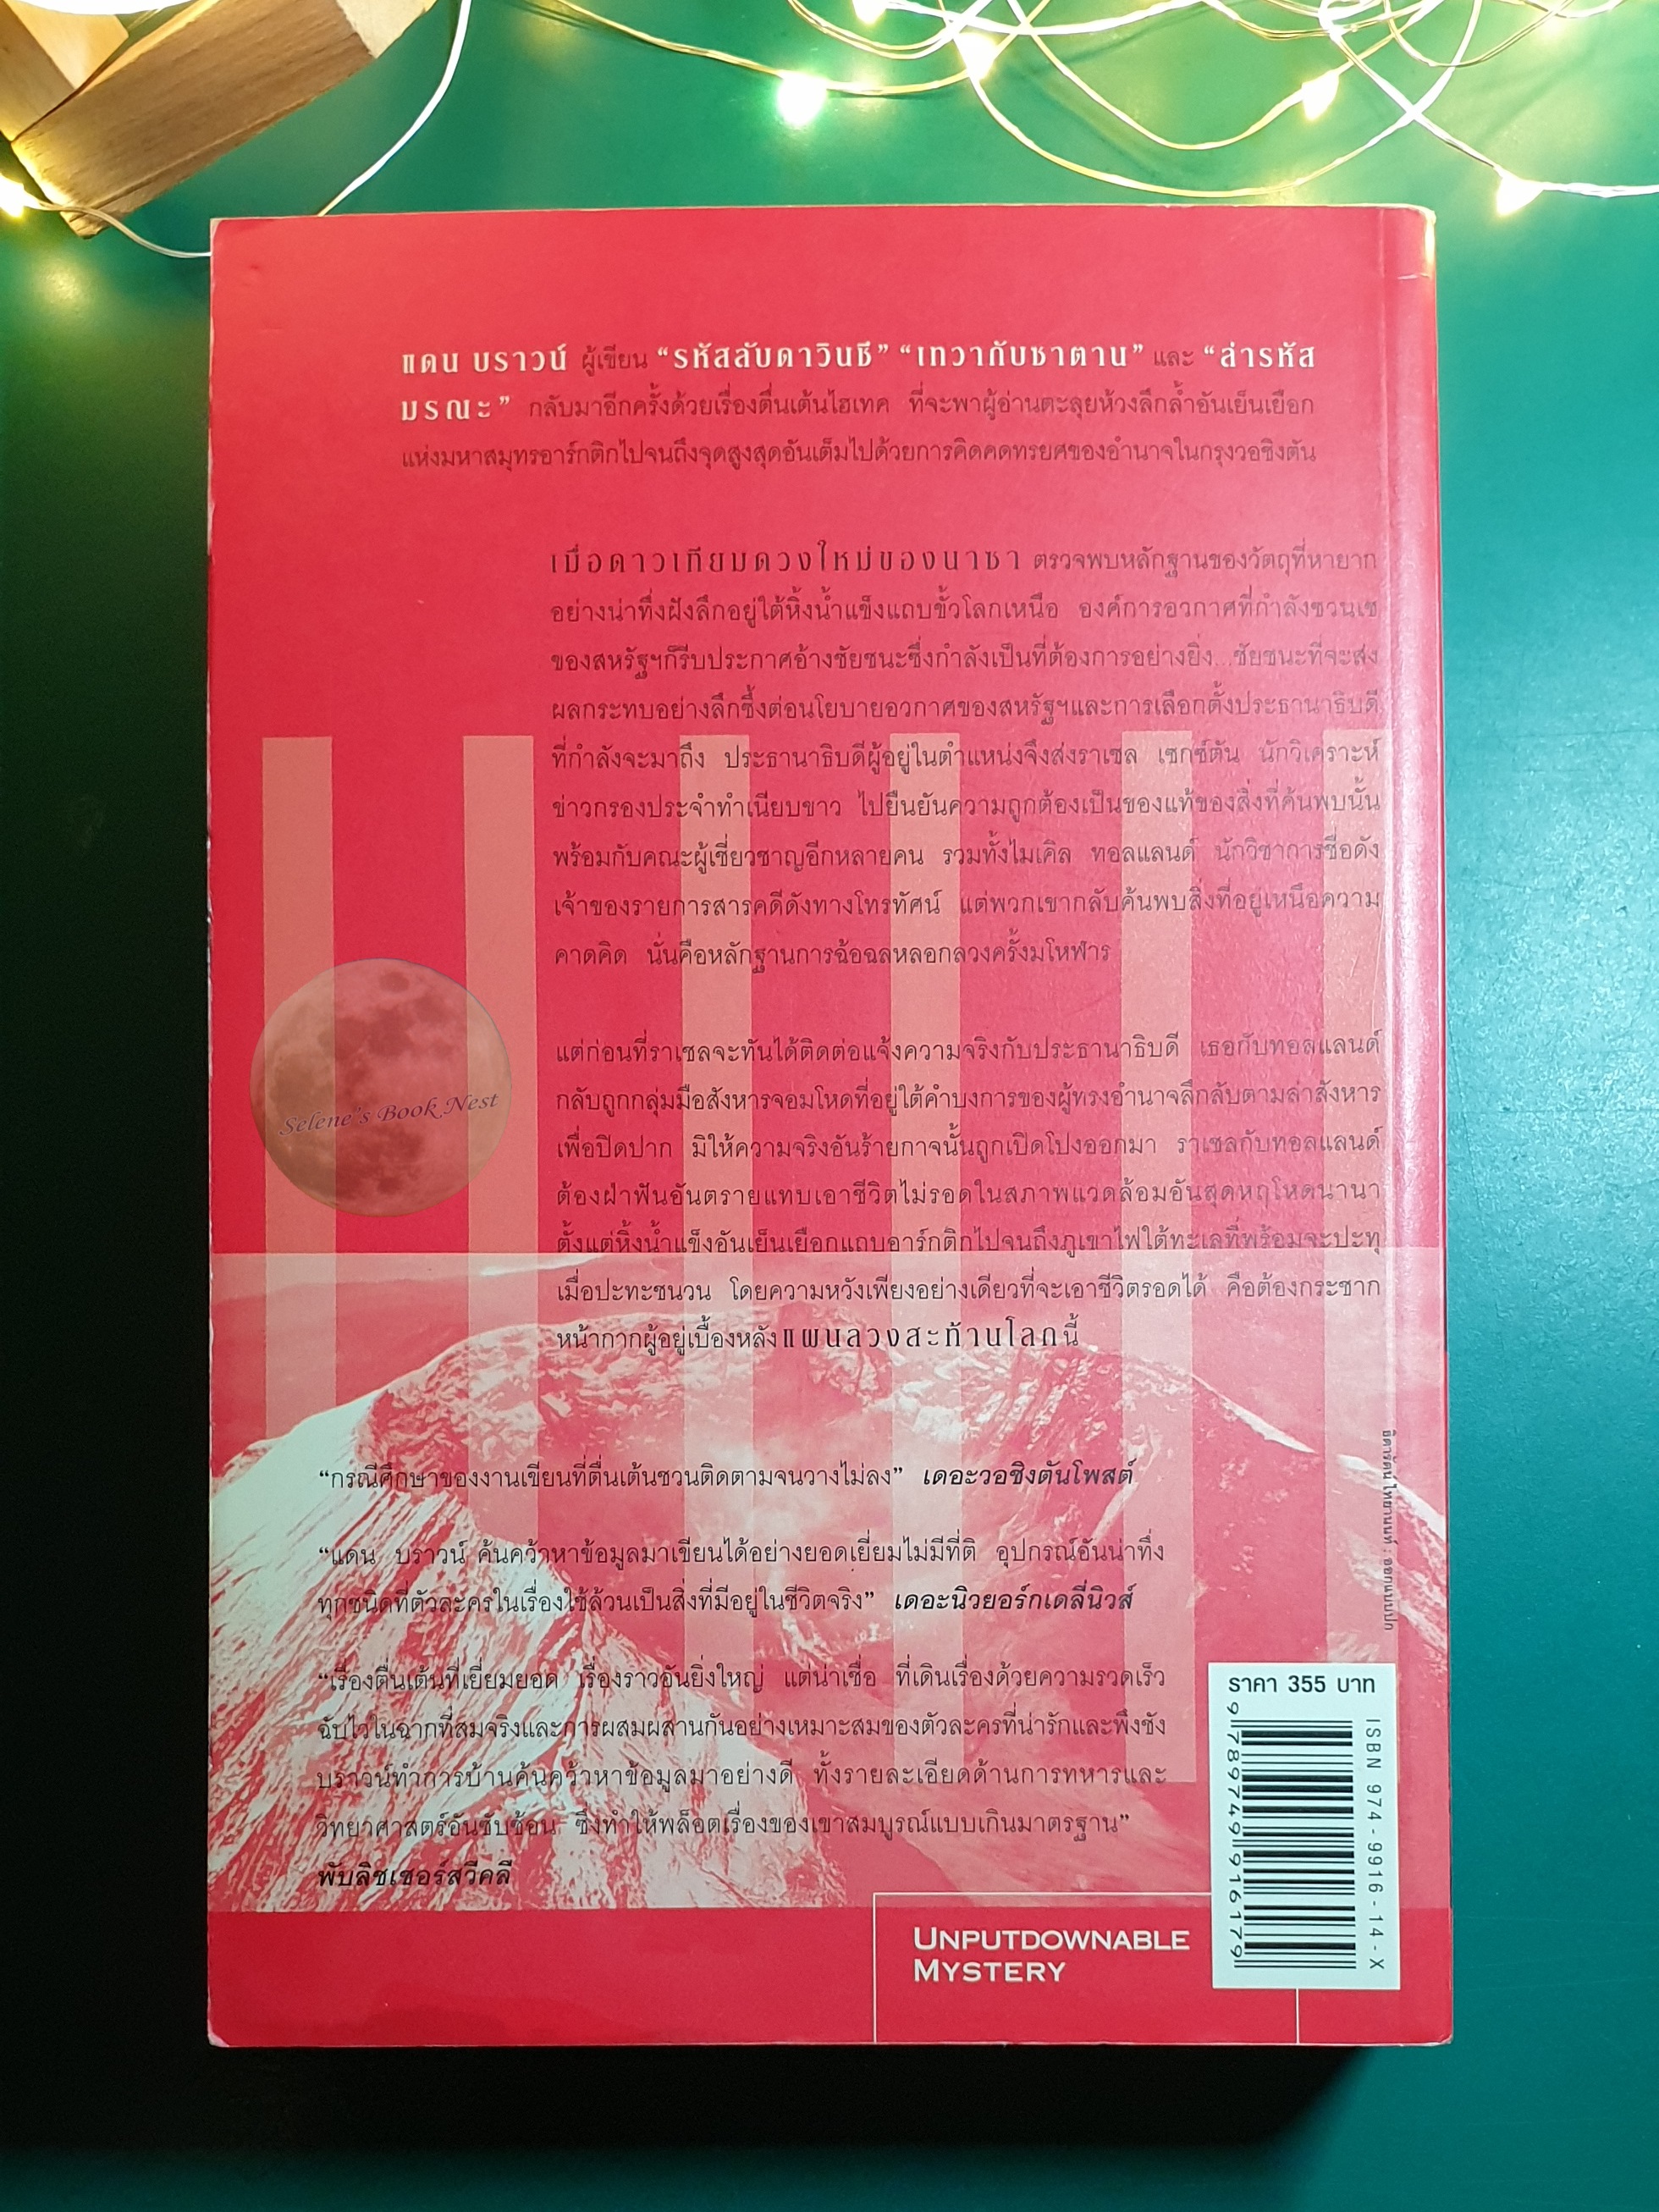 แดน บราวน์ ผู้เขียน “รหัสลับดาวินชี” “เทวากับซาตาน” และ “ล่ารหัส
มรณะ” กลับมาอีกครั้งด้วยเรื่องตื่นเต้นไฮเทค ที่จะพาผู้อ่านตะลุยห้วงลึกล้ำอันเย็นเยือก
แห่งมหาสมุทรอาร์กติกไปจนถึงจุดสูงสุดอันเต็มไปด้วยการคิดคดทรยศของอำนาจในกรุงวอชิงตัน
เมื่อดาวเทียมดวงใหม่ของนาซา ตรวจพบหลักฐานของวัตถุที่หายาก
อย่างน่าทึ่งฝังลึกอยู่ใต้หิ้งน้ำแข็งแถบขั้วโลกเหนือ องค์การอวกาศที่กำลังซวนเซ
ของสหรัฐฯก็รีบประกาศอ้างชัยชนะซึ่งกำลังเป็นที่ต้องการอย่างยิ่ง...ชัยชนะที่จะส่ง
ผลกระทบอย่างลึกซึ้งต่อนโยบายอวกาศของสหรัฐฯและการเลือกตั้งประธานาธิบดี
ที่กำลังจะมาถึง ประธานาธิบดีผู้อยู่ในตำแหน่งจึงส่งราเชล เซกซ์ตัน นักวิเคราะห์
ข่าวกรองประจำทำเนียบขาว ไปยืนยันความถูกต้องเป็นของแท้ของสิ่งที่ค้นพบนั้น
พร้อมกับคณะผู้เชี่ยวชาญอีกหลายคน รวมทั้งไมเคิล ทอลแลนด์ นักวิชาการชื่อดัง
เจ้าของรายการสารคดีดังทางโทรทัศน์ แต่พวกเขากลับค้นพบสิ่งที่อยู่เหนือความ
คาดคิด นั่นคือหลักฐานการฉ้อฉลหลอกลวงครั้งมโหฬาร
แต่ก่อนที่ราเชลจะทันได้ติดต่อแจ้งความจริงกับประธานาธิบดี เธอกับทอลแลนด์
กลับถูกกลุ่มมือสังหารจอมโหดที่อยู่ใต้คำบงการของผู้ทรงอำนาจลึกลับตามล่าสังหาร
เพื่อปิดปาก มิให้ความจริงอันร้ายกาจนั้นถูกเปิดโปงออกมา ราเชลกับทอลแลนด์
ต้องฝ่าฟันอันตรายแทบเอาชีวิตไม่รอดในสภาพแวดล้อมอันสุดหฤโหดนานา
ตั้งแต่หิ้งน้ำแข็งอันเย็นเยือกแถบอาร์กติกไปจนถึงภูเขาไฟใต้ทะเลที่พร้อมจะปะทุ
เมื่อปะทะชนวน โดยความหวังเพียงอย่างเดียวที่จะเอาชีวิตรอดได้ คือต้องกระชาก
หน้ากากผู้อยู่เบื้องหลังแผนลวงสะท้านโลกนี้
Selene's Book Nest
“กรณีศึกษาของงานเขียนที่ตื่นเต้นชวนติดตามจนวางไม่ลง” เดอะวอชิงตันโพสต์
“แดน บราวน์ ค้นคว้าหาข้อมูลมาเขียนได้อย่างยอดเยี่ยมไม่มีที่ติ อุปกรณ์อันน่าทึ่ง
ทุกชนิดที่ตัวละครในเรื่องใช้ล้วนเป็นสิ่งที่มีอยู่ในชีวิตจริง” เดอะนิวยอร์กเดลี่นิวส์
“เรื่องตื่นเต้นที่เยี่ยมยอด เรื่องราวอันยิ่งใหญ่ แต่น่าเชื่อ ที่เดินเรื่องด้วยความรวดเร็ว
ฉับไวในฉากที่สมจริงและการผสมผสานกันอย่างเหมาะสมของตัวละครที่น่ารักและพึงชัง
บราวน์ทำการบ้านค้นคว้าหาข้อมูลมาอย่างดี ทั้งรายละเอียดด้านการทหารและ
วิทยาศาสตร์อันซับซ้อน ซึ่งทำให้พล็อตเรื่องของเขาสมบูรณ์แบบเกินมาตรฐาน”
พับลิชเชอร์สวีคลี
: ออกแบบปก
ราคา 355 บาท
ISBN 974-9916-14-X
9 789749 916179
UNPUTDOWNABLE
MYSTERY